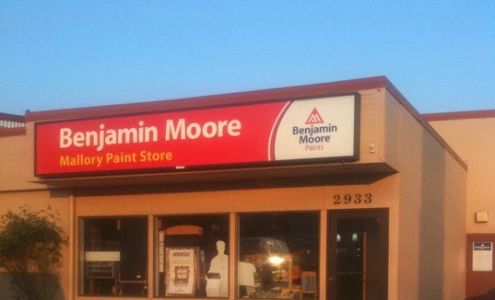 Benjamin Moore
Mallory Paint Store
Benjamin
Moore
Paints
2933